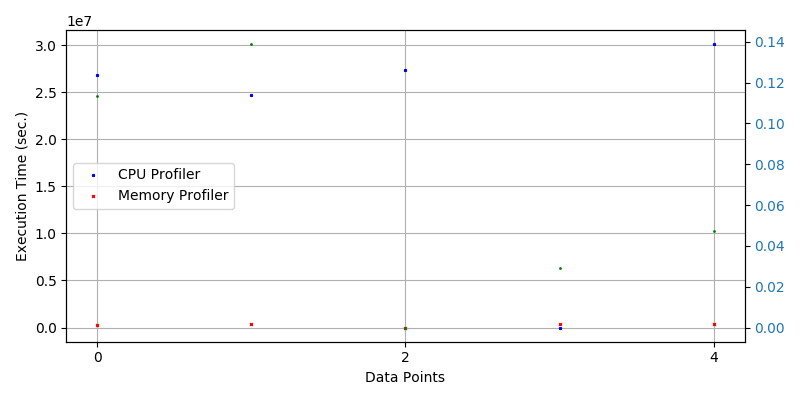 1e7
3.0
2.5
2.0
1.5
1.0
0.5
0.0
Execution Time (sec.)
CPU Profiler
Memory Profiler
0.14
0.12
0.10
0.08
0.06
0.04
0.02
0.00
0 2 4
Data Points